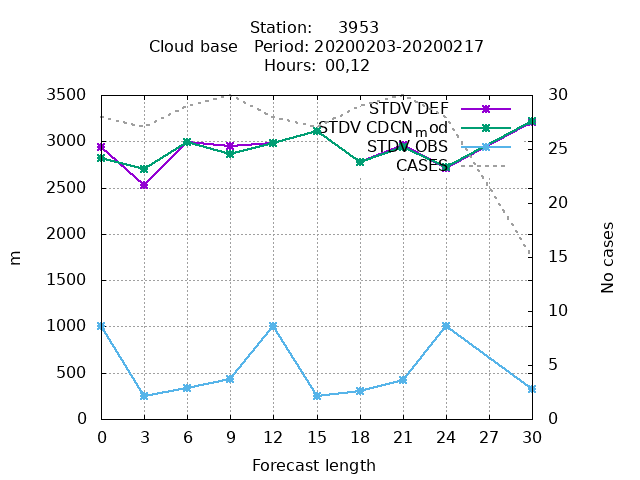 Station: 3953
Cloud base Period: 20200203-20200217
Hours: 00,12
3500 30
STDV DEF
STDV CDCN_mod
3000
STDV OBS
25
CASES
2500
20
2000
m
No cases
1500 15
1000 10
500 5
0 0
0 3 6 9 12 15 18 21 24 27 30
Forecast length